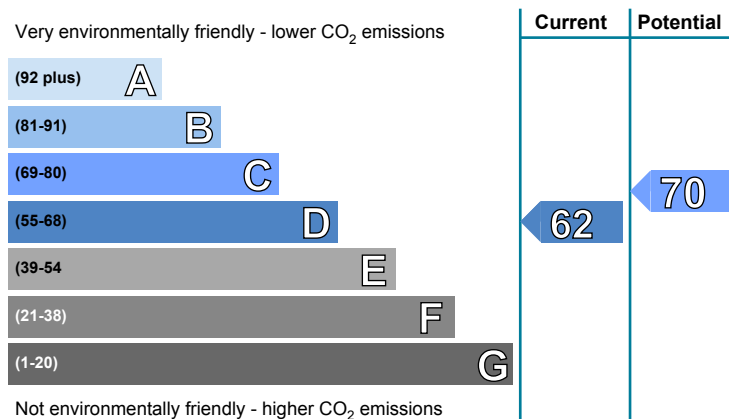 Current Potential
Very environmentally friendly - lower CO2 emissions
(92 plus) A
(81-91) B
(69-80) C
70
(55-68) D
62
(39-54 E
(21-38) F
(1-20) G
Not environmentally friendly - higher CO2 emissions